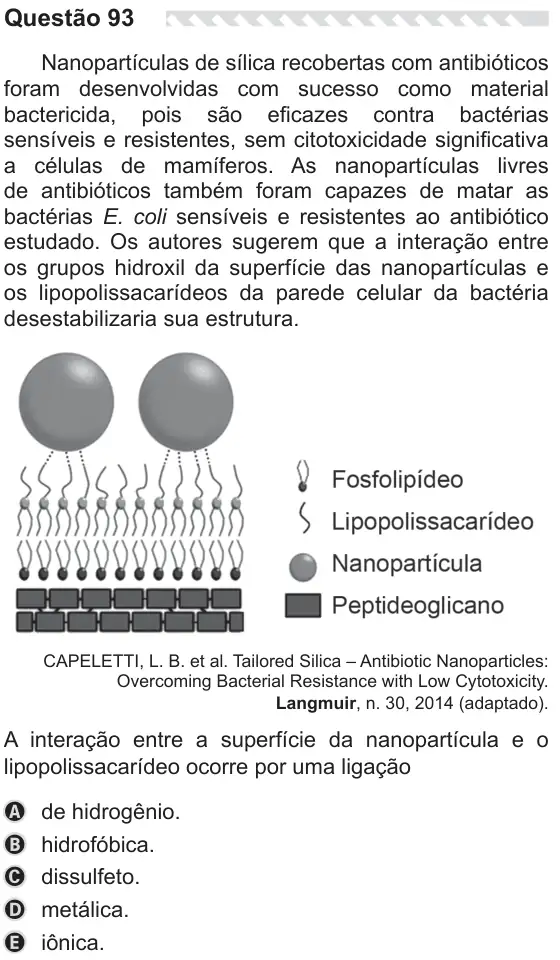 Questão 93
Nanopartículas de sílica recobertas com antibióticos
foram desenvolvidas com sucesso como material
bactericida, pois são eficazes contra bactérias
sensíveis e resistentes, sem citotoxicidade significativa
a células de mamíferos. As nanopartículas livres
de antibióticos também foram capazes de matar as
bactérias E. coli sensíveis e resistentes ao antibiótico
estudado. Os autores sugerem que a interação entre
os grupos hidroxil da superfície das nanopartículas e
os lipopolissacarídeos da parede celular da bactéria
desestabilizaria sua estrutura.
Fosfolipídeo
Lipopolissacarídeo
Nanopartícula
Peptideoglicano
CAPELETTI, L. B. et al. Tailored Silica – Antibiotic Nanoparticles:
Overcoming Bacterial Resistance with Low Cytotoxicity.
Langmuir, n. 30, 2014 (adaptado).
A interação entre a superfície da nanopartícula e o
lipopolissacarídeo ocorre por uma ligação
A de hidrogênio.
B hidrofóbica.
C dissulfeto.
D metálica.
E iônica.